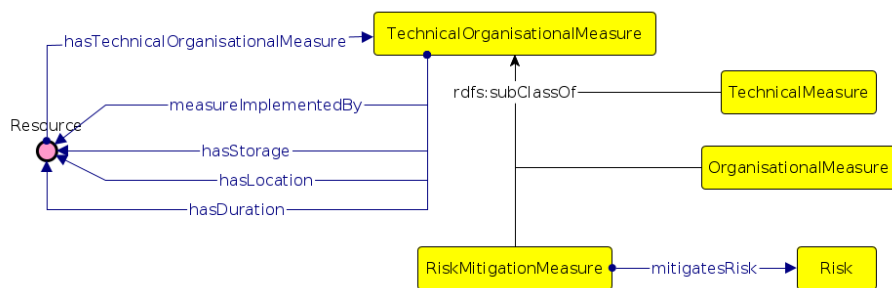 hasTechnicalOrganisationalMeasure
TechnicalOrganisationalMeasure
rdfs:subClassOf
TechnicalMeasure
measureImplementedBy
Resource
hasStorage
OrganisationalMeasure
hasLocation
hasDuration
RiskMitigationMeasure
mitigatesRisk
Risk